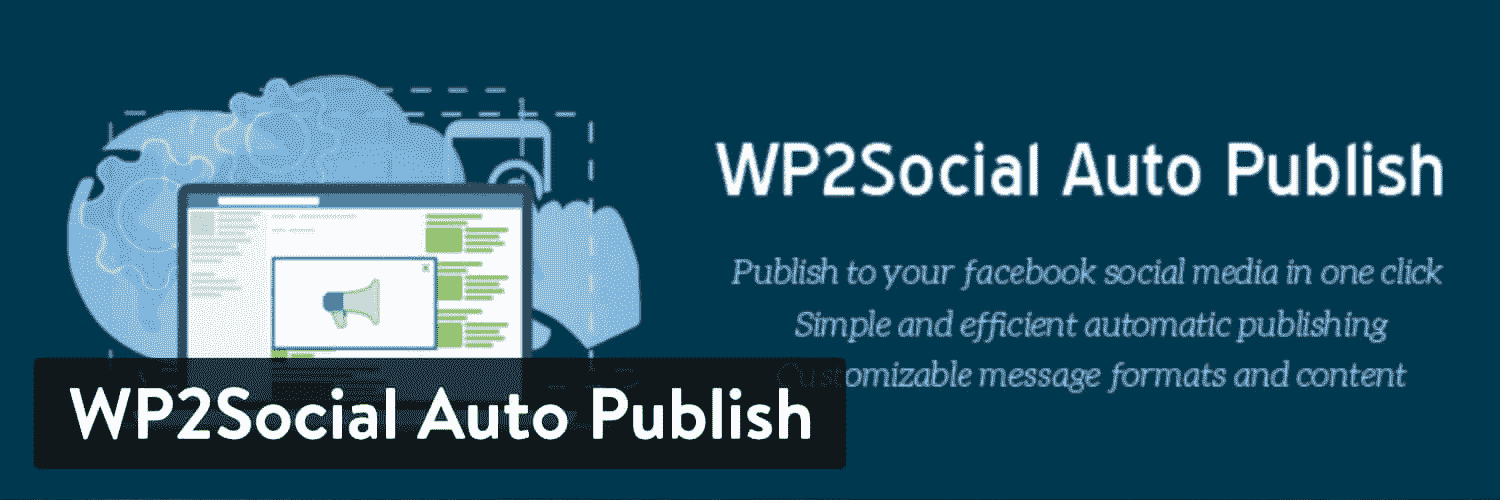 WP2Social Auto Publish
Publish to your facebook social media in one click
Simple and efficient automatic publishing
Customizable message formats and content
WP2Social Auto Publish